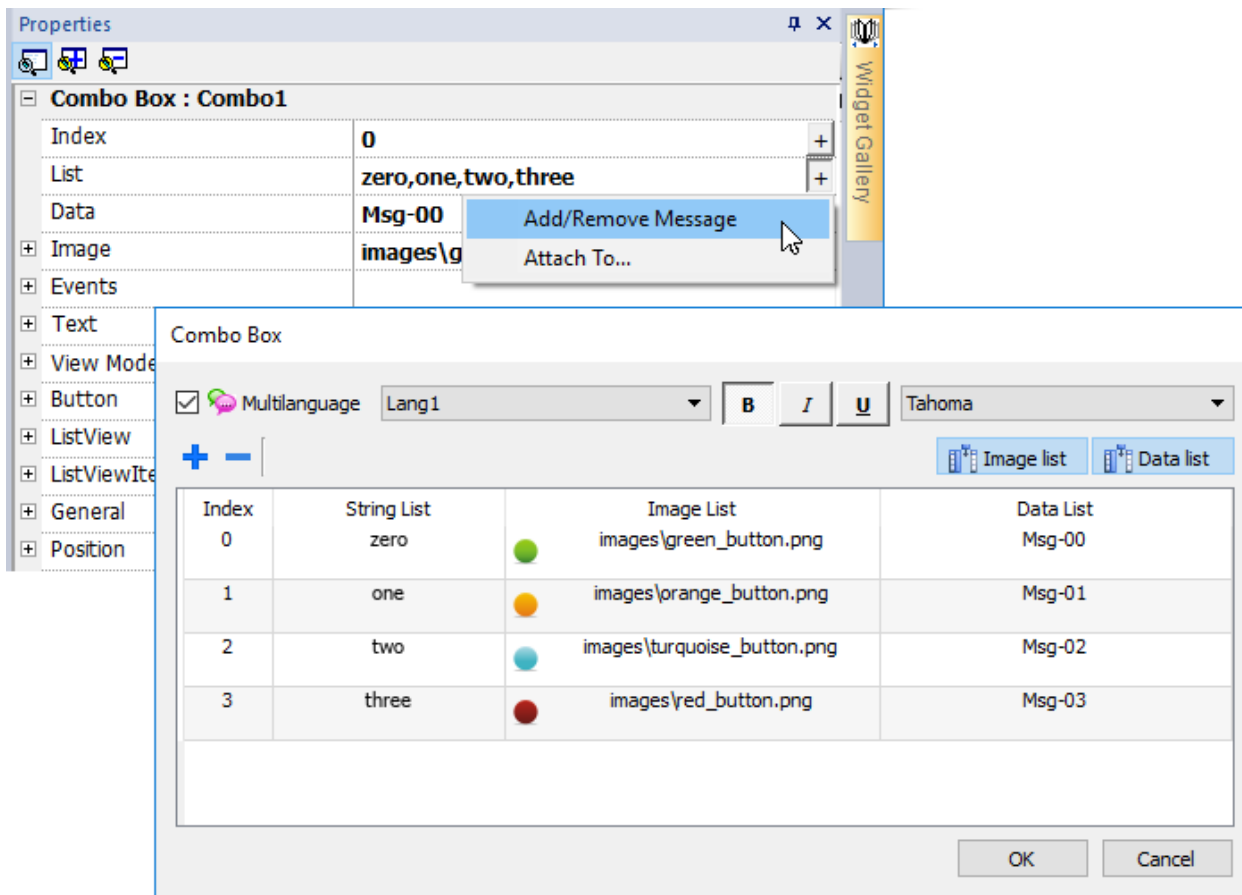 Properties
Widget Gallery
Combo Box : Combo1
Index 0 +
List zero,one,two,three +
Data Msg-00
Add/Remove Message
Image images\g
Attach To...
Events
Text
View Mode
Button
ListView
ListViewIte
General
Position
Combo Box
Multilanguage Lang1 B I U Tahoma
Image list Data list
Index String List Image List Data List
0 zero images\green_button.png Msg-00
1 one images\orange_button.png Msg-01
2 two images\turquoise_button.png Msg-02
3 three images\red_button.png Msg-03
OK Cancel